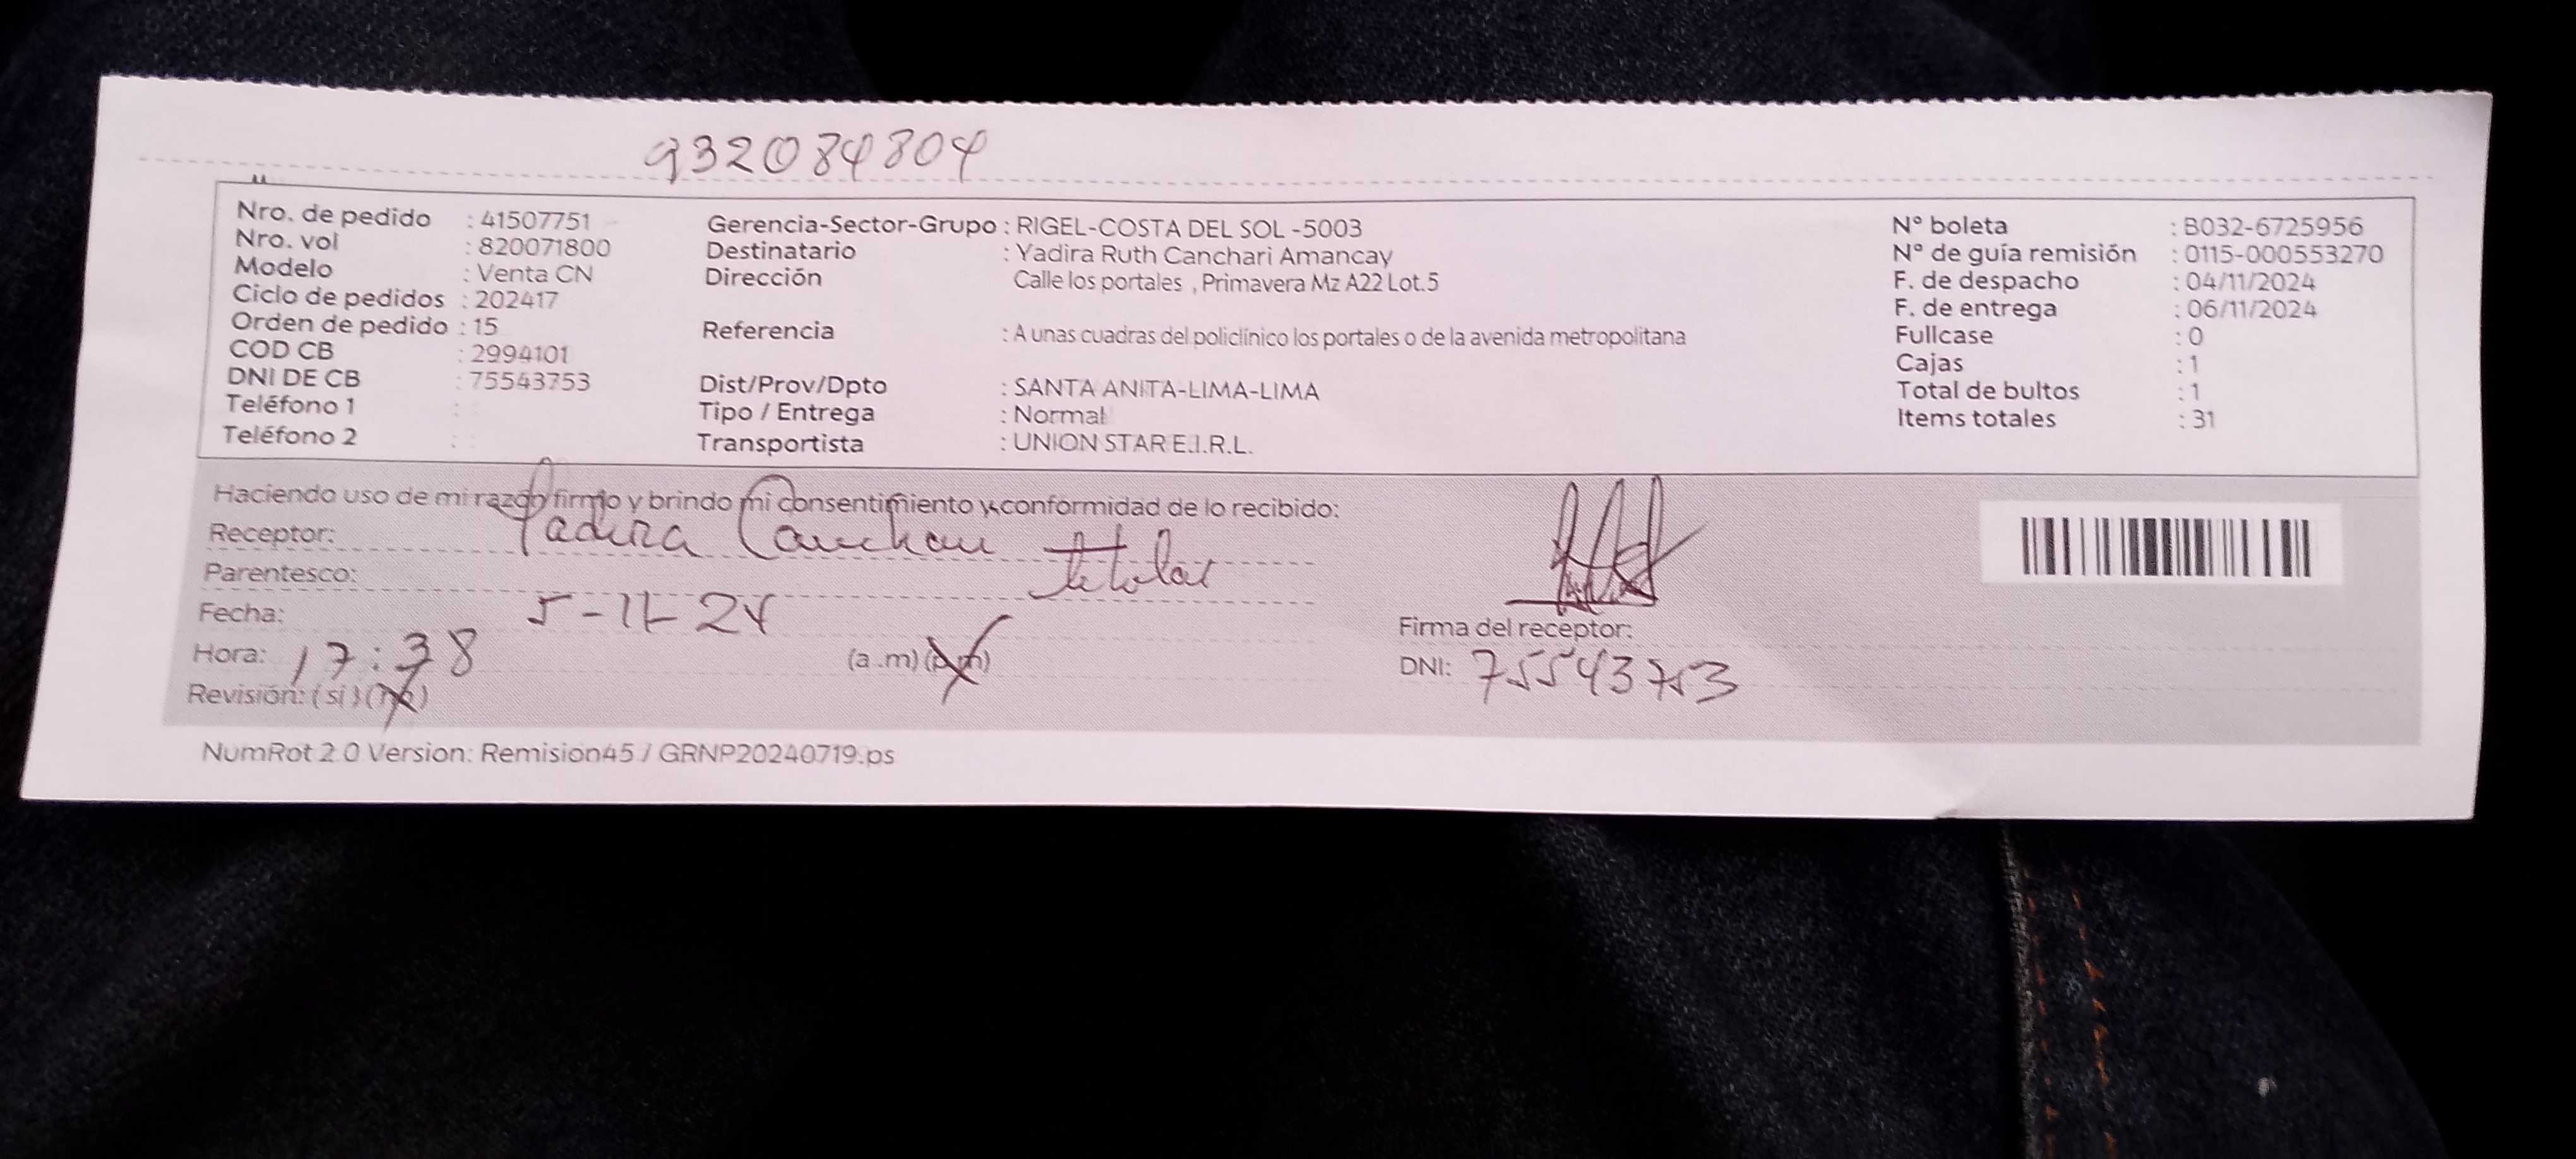 932084804
Nro. de pedido : 41507751
Nro. vol : 820071800
Modelo : Venta CN
Ciclo de pedidos : 202417
Orden de pedido : 15
COD CB : 2994101
DNI DE CB : 75543753
Teléfono 1 :
Teléfono 2 :
Gerencia-Sector-Grupo : RIGEL-COSTA DEL SOL -5003
Destinatario : Yadira Ruth Canchari Amancay
Dirección Calle los portales , Primavera Mz A22 Lot.5
Referencia : A unas cuadras del policlínico los portales o de la avenida metropolitana
Dist/Prov/Dpto : SANTA ANITA-LIMA-LIMA
Tipo / Entrega : Normal
Transportista : UNION STAR E.I.R.L.
N° boleta : B032-6725956
N° de guía remisión : 0115-000553270
F. de despacho : 04/11/2024
F. de entrega : 06/11/2024
Fullcase : 0
Cajas : 1
Total de bultos : 1
Items totales : 31
Haciendo uso de mi razón firmo y brindo mi consentimiento y conformidad de lo recibido:
Receptor: Yadira Canchari
Parentesco: titular
Fecha: 5-11-24
Hora: 17:38 (a .m) (p.m)
Revisión: (si) (no)
Firma del receptor:
DNI: 75543753
NumRot 2.0 Version: Remision45 / GRNP20240719.ps